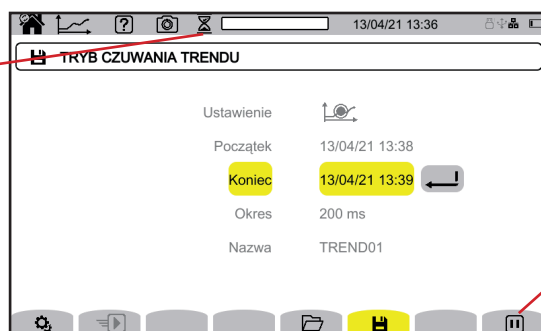 13/04/21 13:36
TRYB CZUWANIA TRENDU
Ustawienie
Początek 13/04/21 13:38
Koniec 13/04/21 13:39
Okres 200 ms
Nazwa TREND01